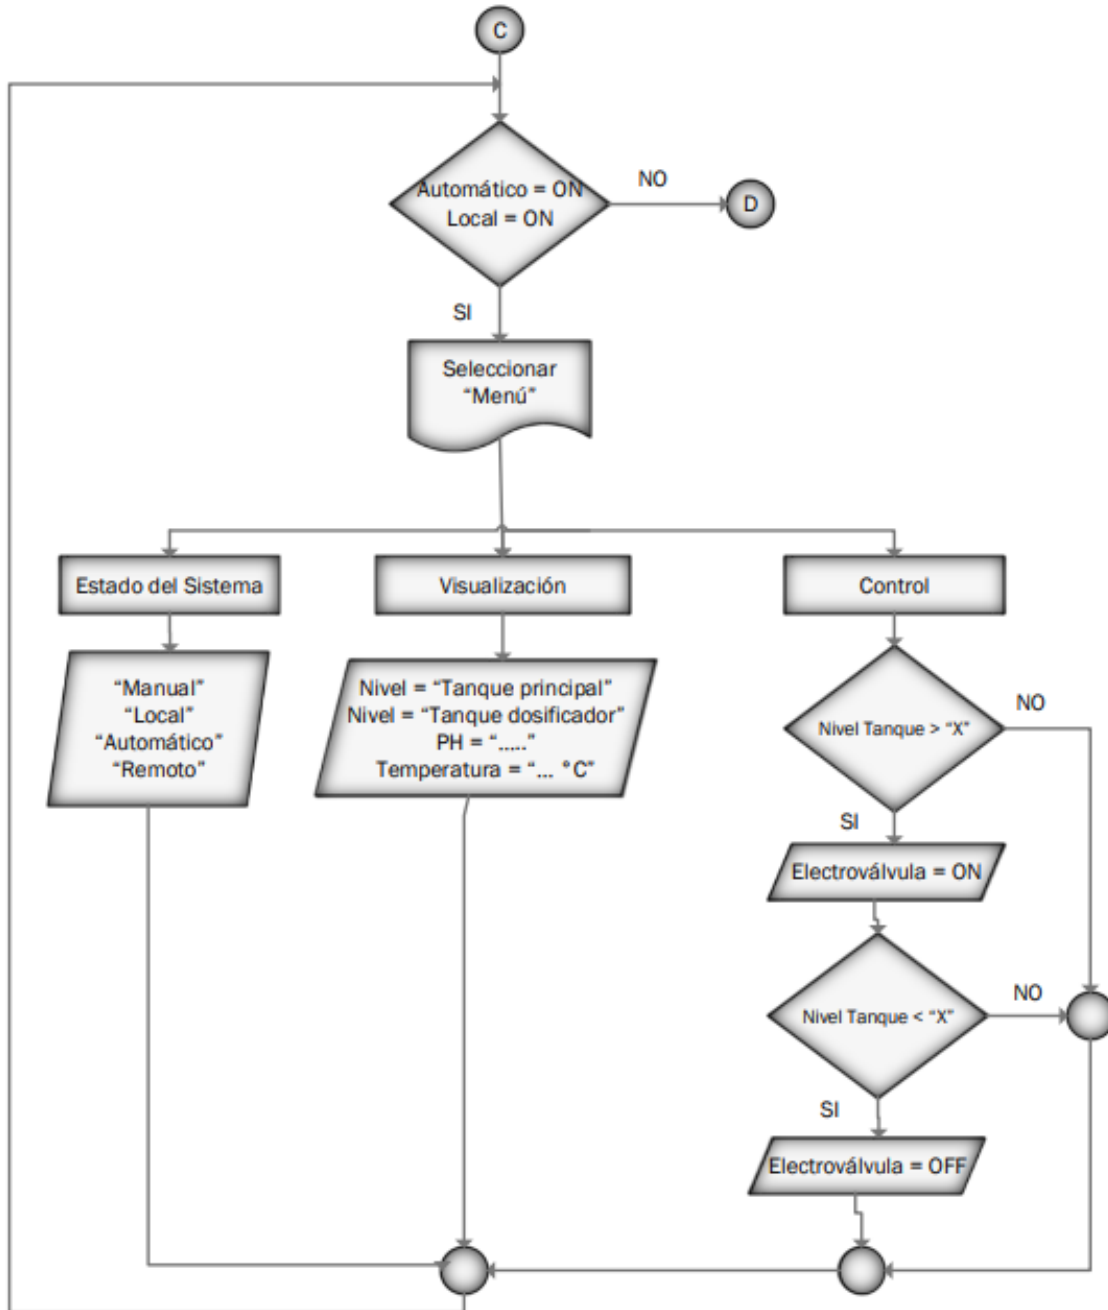 C
Automático = ON
Local = ON
NO
D
SI
Seleccionar
“Menú”
Estado del Sistema
Visualización
Control
“Manual”
“Local”
“Automático”
“Remoto”
Nivel = “Tanque principal”
Nivel = “Tanque dosificador”
PH = “.....”
Temperatura = “... °C”
Nivel Tanque > “X”
NO
SI
Electroválvula = ON
Nivel Tanque < “X”
NO
SI
Electroválvula = OFF